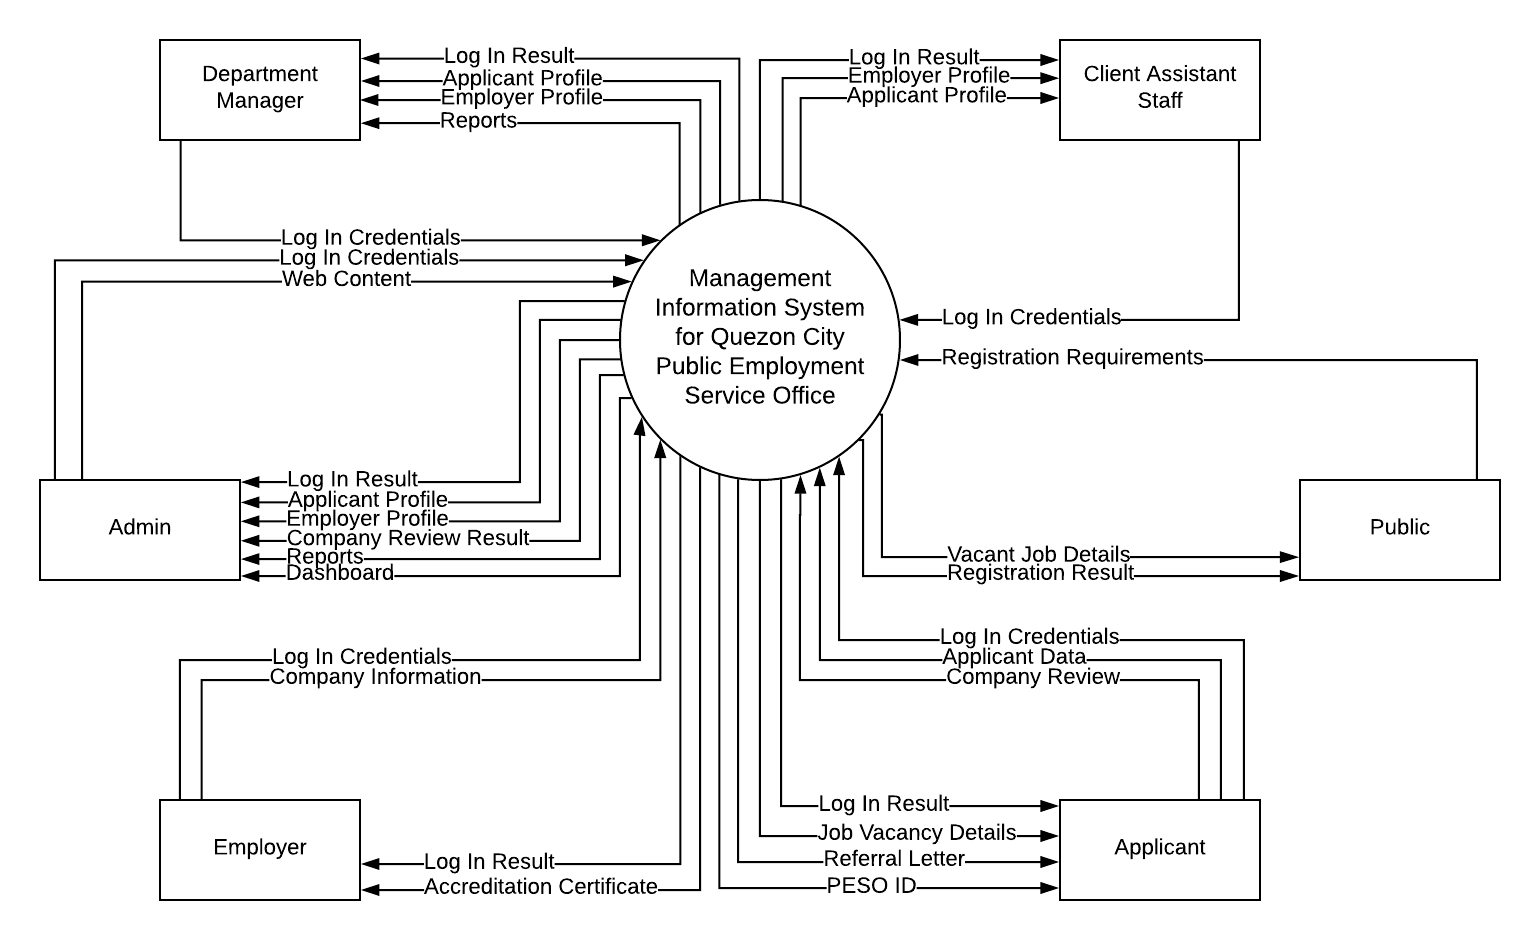 Department
Manager
Log In Result
Applicant Profile
Employer Profile
Reports
Log In Result
Employer Profile
Applicant Profile
Client Assistant
Staff
Log In Credentials
Log In Credentials
Web Content
Management
Information System
for Quezon City
Public Employment
Service Office
Log In Credentials
Registration Requirements
Admin
Log In Result
Applicant Profile
Employer Profile
Company Review Result
Reports
Dashboard
Public
Vacant Job Details
Registration Result
Log In Credentials
Company Information
Log In Credentials
Applicant Data
Company Review
Employer
Log In Result
Accreditation Certificate
Log In Result
Job Vacancy Details
Referral Letter
PESO ID
Applicant